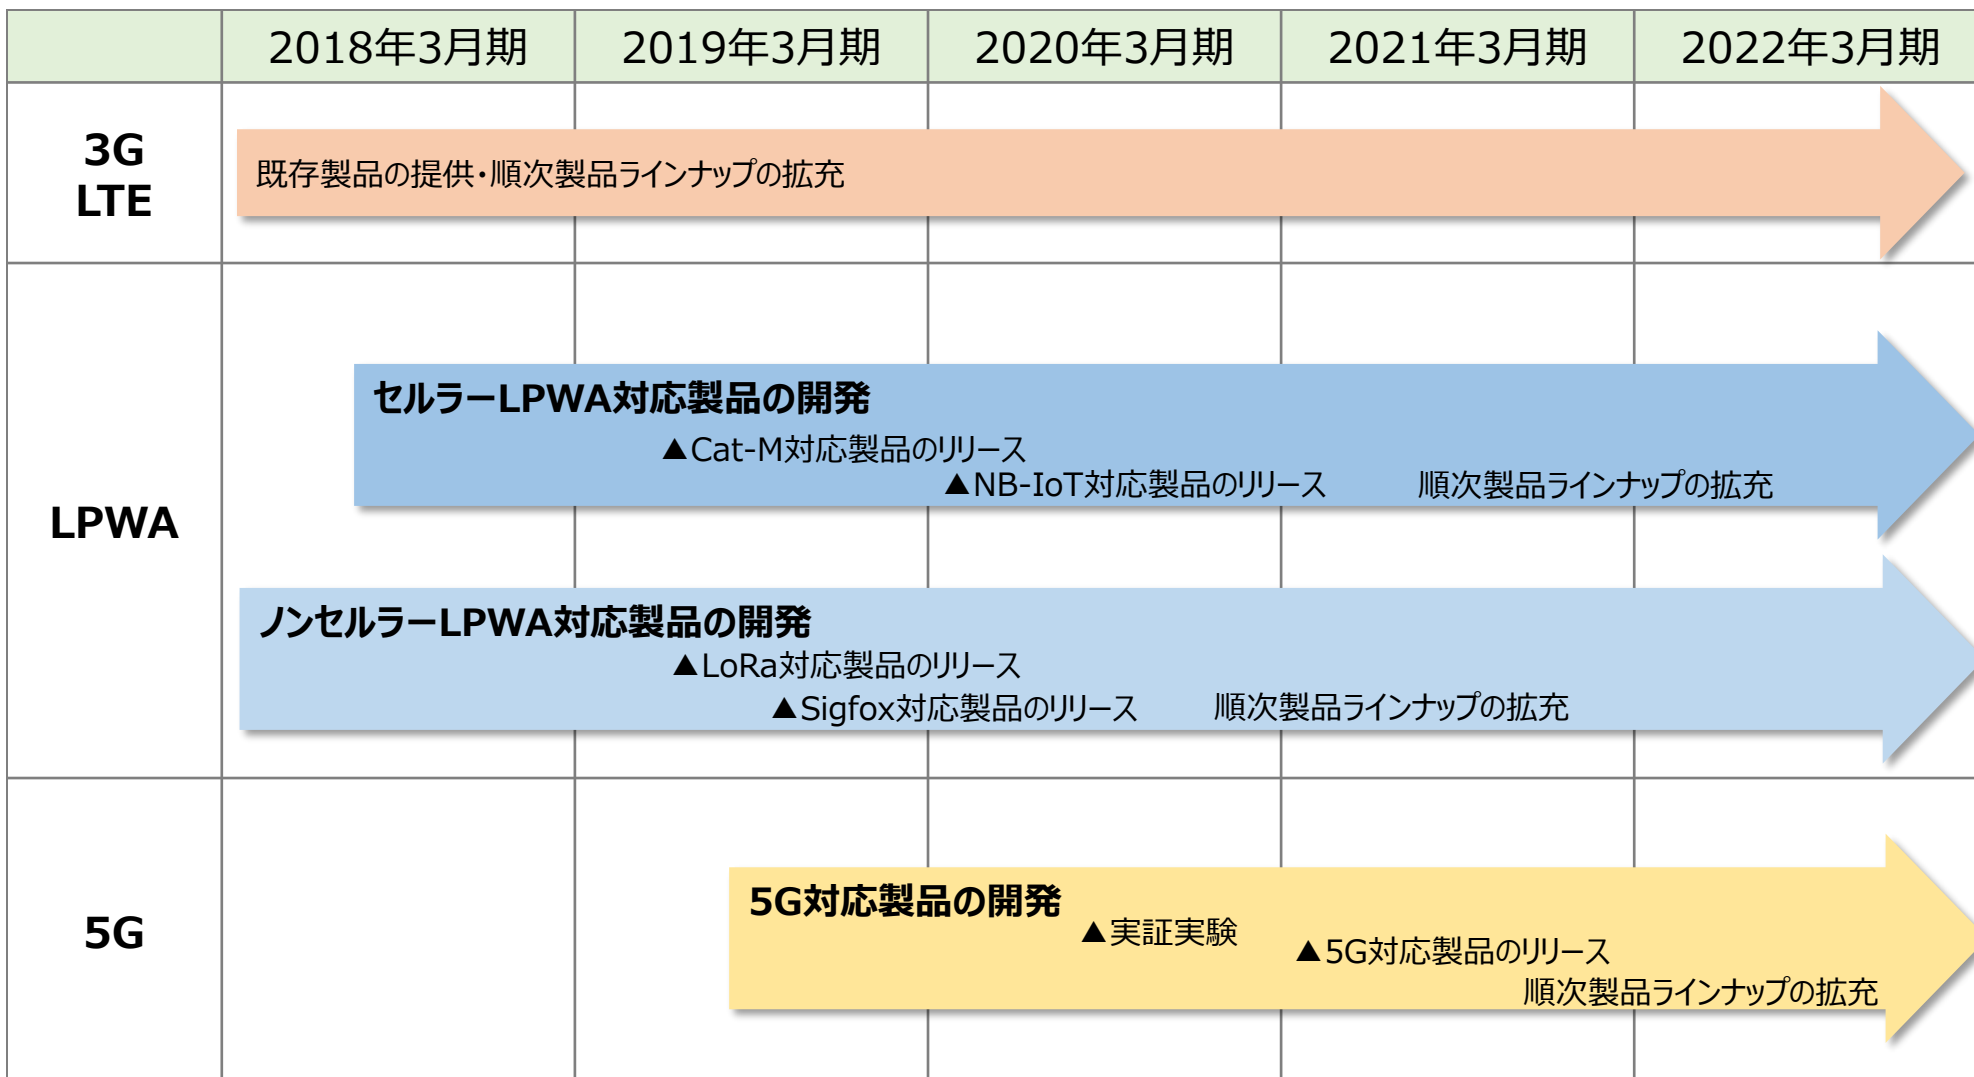 2018年3月期 2019年3月期 2020年3月期 2021年3月期 2022年3月期
3G
LTE
既存製品の提供・順次製品ラインナップの拡充
LPWA
セルラーLPWA対応製品の開発
▲Cat-M対応製品のリリース
▲NB-IoT対応製品のリリース 順次製品ラインナップの拡充
ノンセルラーLPWA対応製品の開発
▲LoRa対応製品のリリース
▲Sigfox対応製品のリリース 順次製品ラインナップの拡充
5G
5G対応製品の開発
▲実証実験
▲5G対応製品のリリース
順次製品ラインナップの拡充